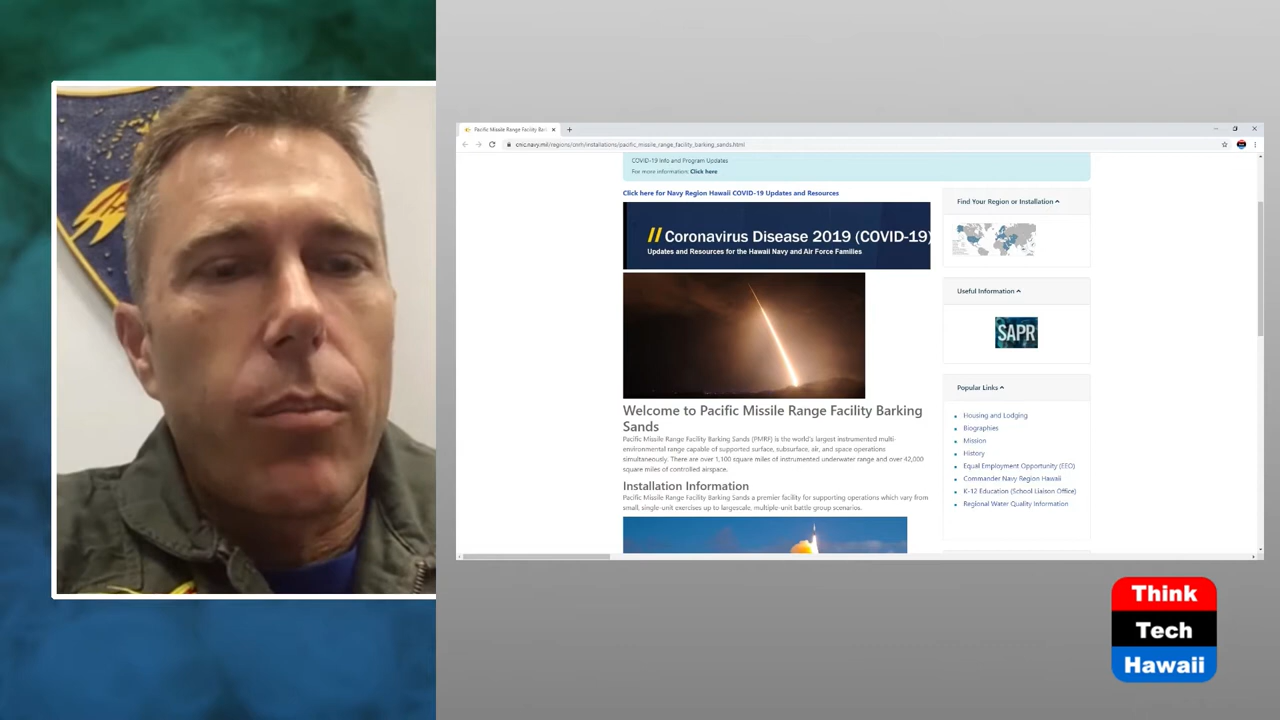 Pacific Missile Range Facility Bark
cnic.navy.mil/regions/cnrh/installations/pacific_missile_range_facility_barking_sands.html
COVID-19 Info and Program Updates
For more information: Click here
Click here for Navy Region Hawaii COVID-19 Updates and Resources
// Coronavirus Disease 2019 (COVID-19)
Updates and Resources for the Hawaii Navy and Air Force Families
Welcome to Pacific Missile Range Facility Barking
Sands
Pacific Missile Range Facility Barking Sands (PMRF) is the world's largest instrumented multi-
environmental range capable of supported surface, subsurface, air, and space operations
simultaneously. There are over 1,100 square miles of instrumented underwater range and over 42,000
square miles of controlled airspace.
Installation Information
Pacific Missile Range Facility Barking Sands a premier facility for supporting operations which vary from
small, single-unit exercises up to largescale, multiple-unit battle group scenarios.
Find Your Region or Installation
Useful Information
SAPR
Popular Links
Housing and Lodging
Biographies
Mission
History
Equal Employment Opportunity (EEO)
Commander Navy Region Hawaii
K-12 Education (School Liaison Office)
Regional Water Quality Information
Think
Tech
Hawaii